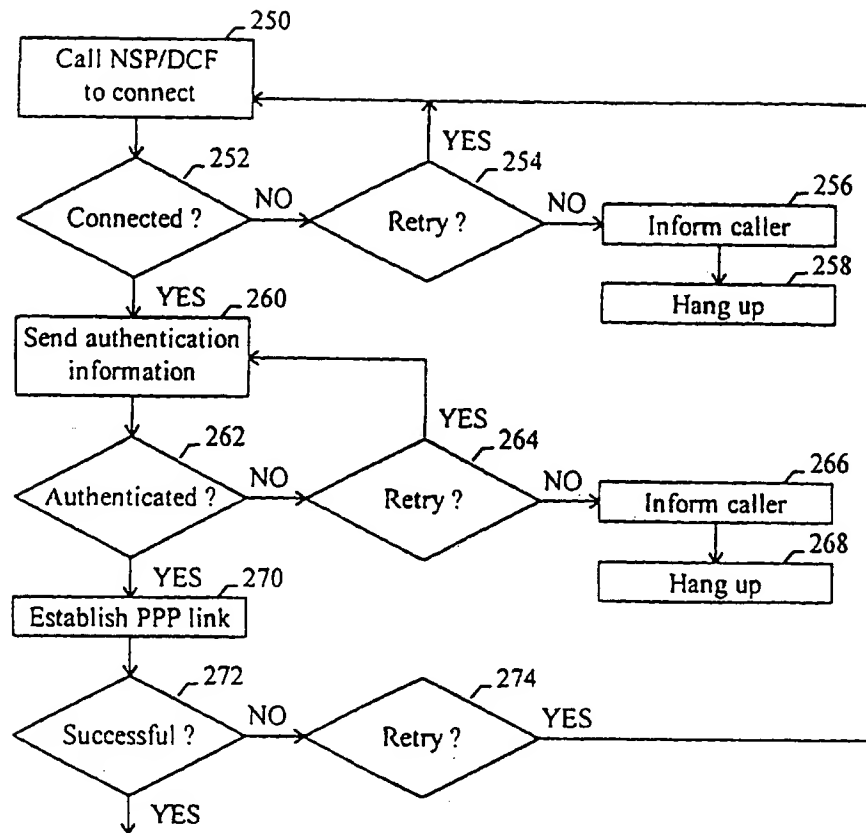 250
Call NSP/DCF
to connect
YES
252
254
256
Connected ?
NO
Retry ?
NO
Inform caller
258
Hang up
YES
260
Send authentication
information
YES
262
264
266
Authenticated ?
NO
Retry ?
NO
Inform caller
268
Hang up
YES
270
Establish PPP link
272
274
Successful ?
NO
Retry ?
YES
YES